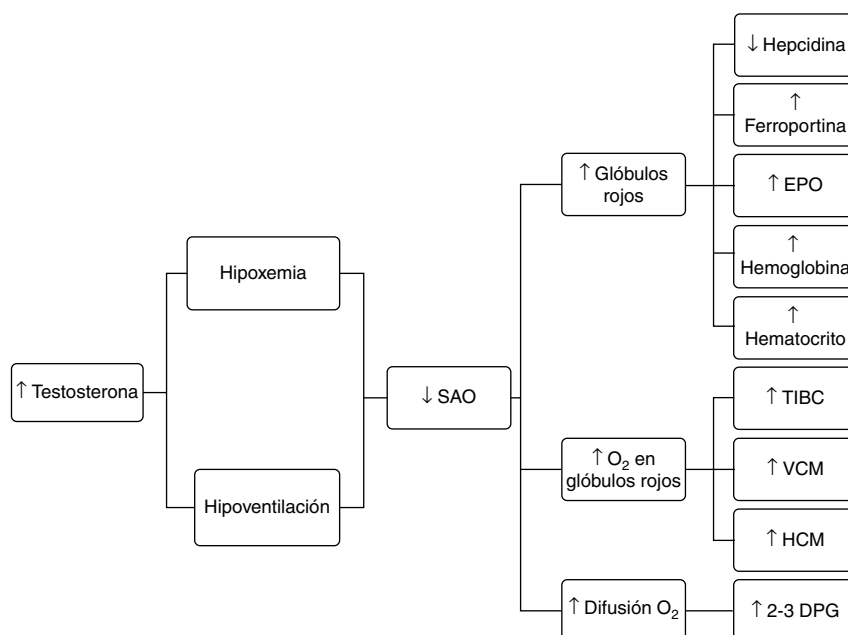 ↑ Testosterona
Hipoxemia
Hipoventilación
↓ SAO
↑ Glóbulos
rojos
↓ Hepcidina
↑
Ferroportina
↑ EPO
↑
Hemoglobina
↑
Hematocrito
↑ O₂ en
glóbulos rojos
↑ TIBC
↑ VCM
↑ HCM
↑ Difusión O₂
↑ 2-3 DPG